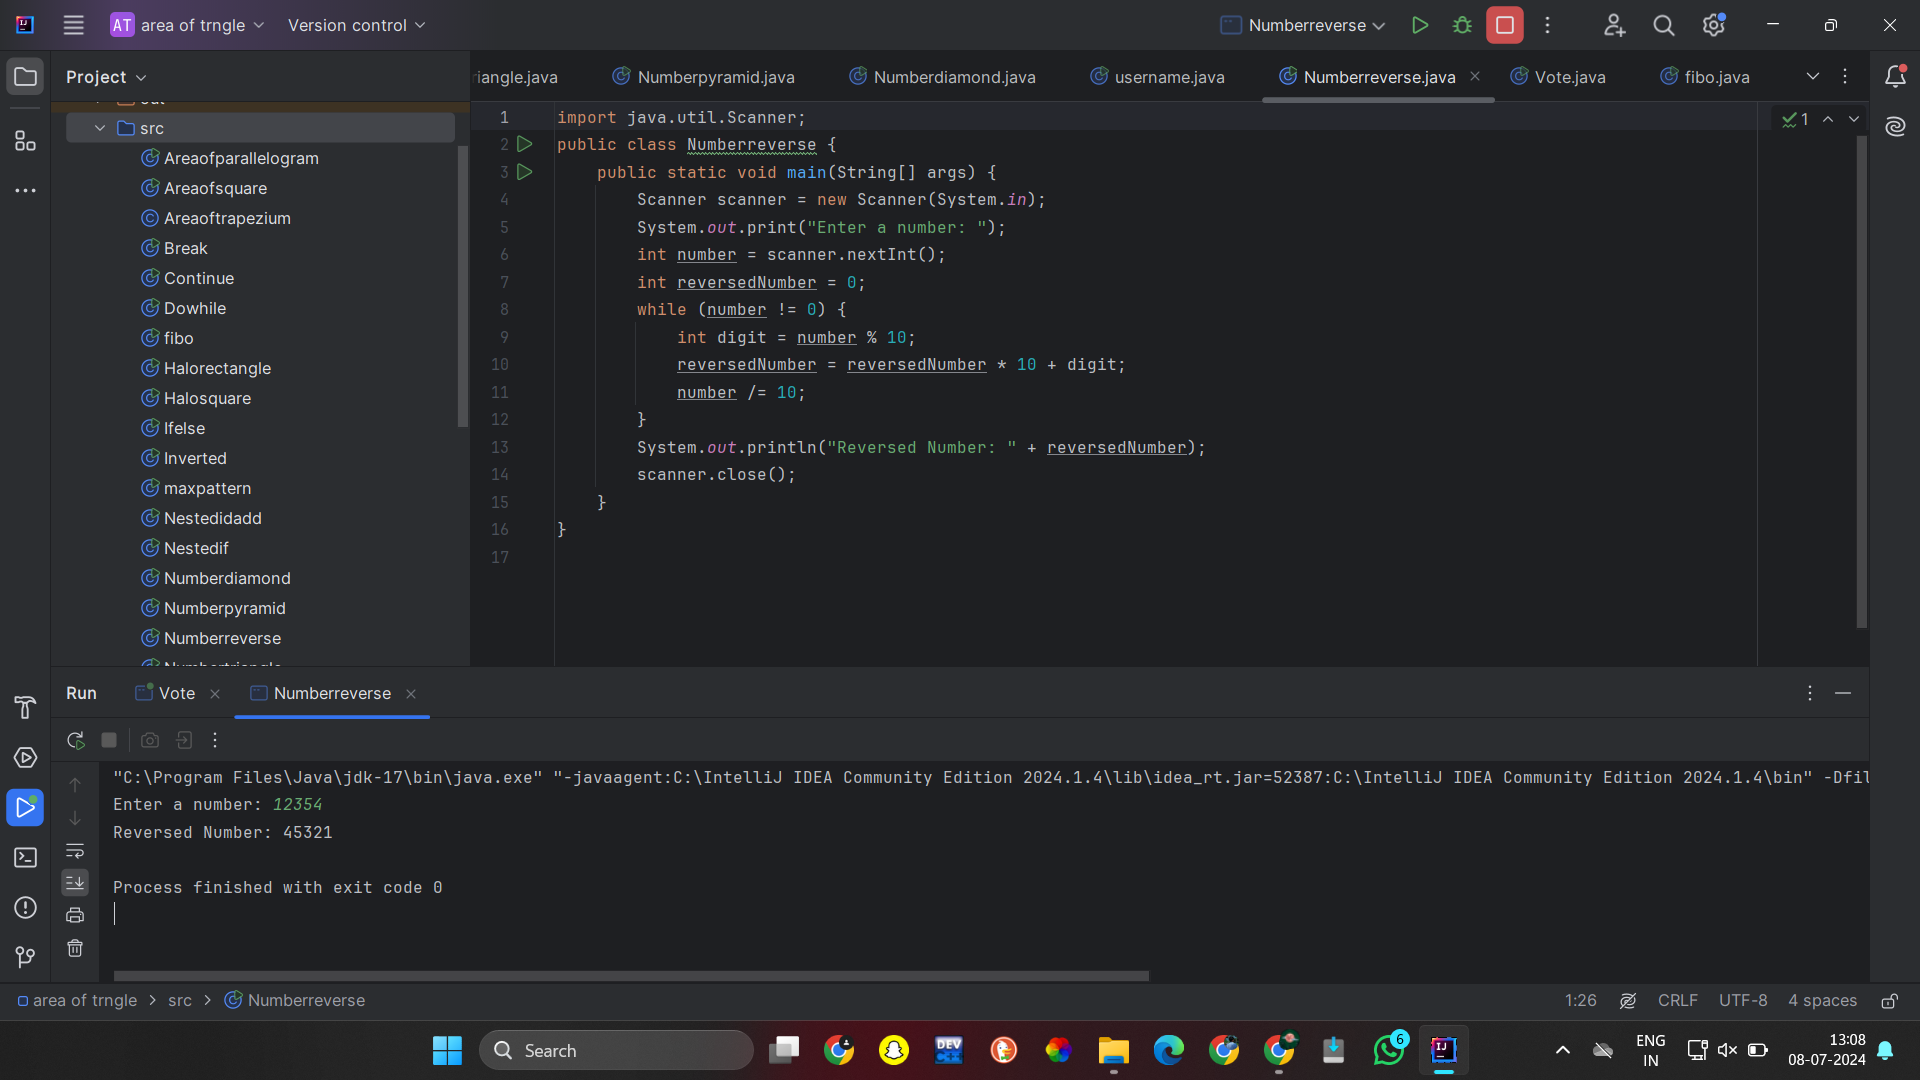 AT area of trngle Version control Numberreverse
Project iangle.java Numberpyramid.java Numberdiamond.java username.java Numberreverse.java Vote.java fibo.java
src
Areaofparallelogram
Areaofsquare
Areaoftrapezium
Break
Continue
Dowhile
fibo
Halorectangle
Halosquare
Ifelse
Inverted
maxpattern
Nestedidadd
Nestedif
Numberdiamond
Numberpyramid
Numberreverse
Numbertriangle
1 import java.util.Scanner;
2 public class Numberreverse {
3 public static void main(String[] args) {
4 Scanner scanner = new Scanner(System.in);
5 System.out.print("Enter a number: ");
6 int number = scanner.nextInt();
7 int reversedNumber = 0;
8 while (number != 0) {
9 int digit = number % 10;
10 reversedNumber = reversedNumber * 10 + digit;
11 number /= 10;
12 }
13 System.out.println("Reversed Number: " + reversedNumber);
14 scanner.close();
15 }
16 }
17
1
Run Vote Numberreverse
"C:\Program Files\Java\jdk-17\bin\java.exe" "-javaagent:C:\IntelliJ IDEA Community Edition 2024.1.4\lib\idea_rt.jar=52387:C:\IntelliJ IDEA Community Edition 2024.1.4\bin" -Dfil
Enter a number: 12354
Reversed Number: 45321
Process finished with exit code 0
area of trngle > src > Numberreverse 1:26 CRLF UTF-8 4 spaces
Search DEV C++ 6 IJ ENG IN 13:08
08-07-2024